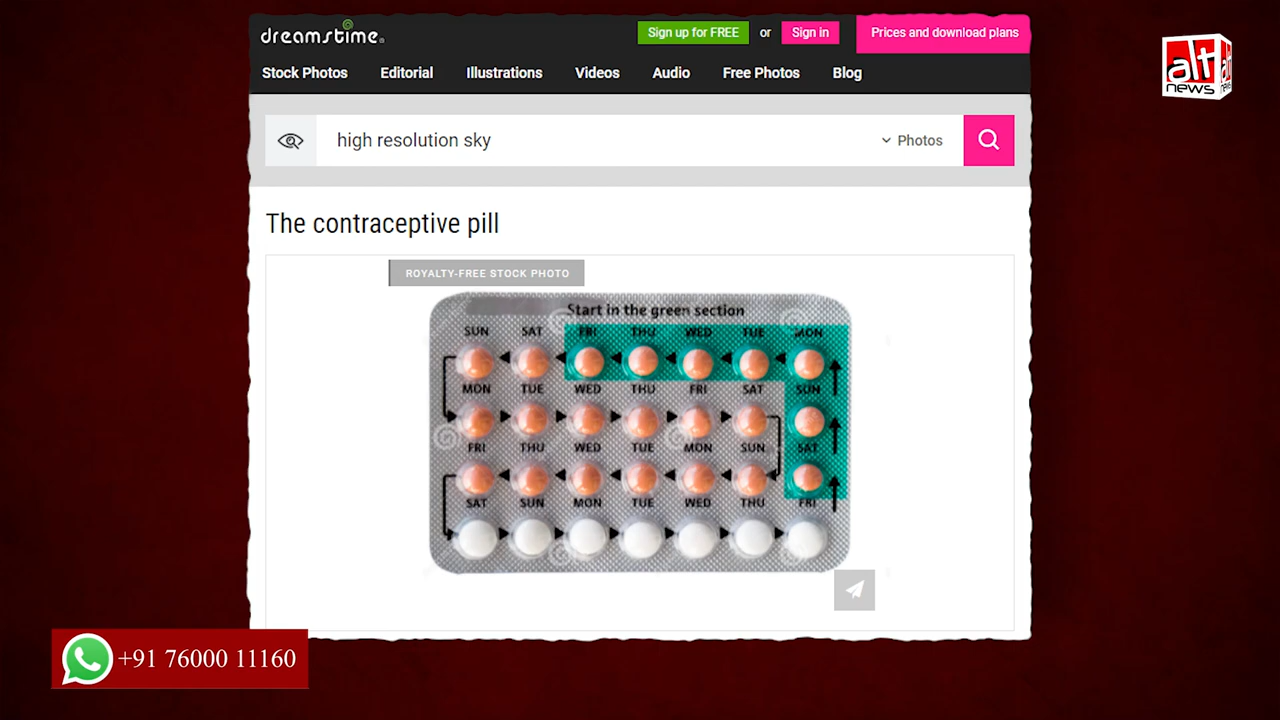 dreamstime
Sign up for FREE or Sign in Prices and download plans
Stock Photos Editorial Illustrations Videos Audio Free Photos Blog
alt
news
high resolution sky Photos
The contraceptive pill
ROYALTY-FREE STOCK PHOTO
Start in the green section
SUN SAT FRI THU WED TUE MON
MON TUE WED THU FRI SAT SUN
FRI THU WED TUE MON SUN SAT
SAT SUN MON TUE WED THU FRI
+91 76000 11160